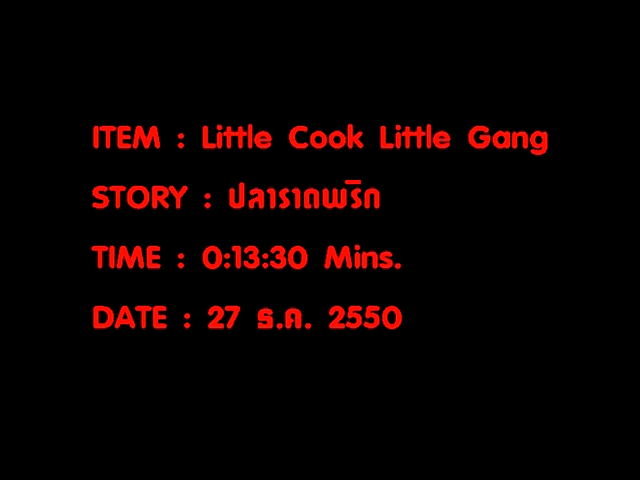 ITEM : Little Cook Little Gang
STORY : ปลาราดพริก
TIME : 0:13:30 Mins.
DATE : 27 ธ.ค. 2550